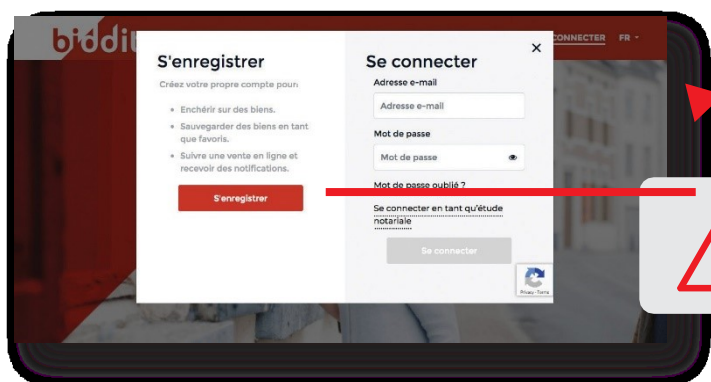 biddit
CONNECTER FR
S'enregistrer
Créez votre propre compte pour:
• Enchérir sur des biens.
• Sauvegarder des biens en tant
que favoris.
• Suivre une vente en ligne et
recevoir des notifications.
S'enregistrer
Se connecter
Adresse e-mail
Adresse e-mail
Mot de passe
Mot de passe
Mot de passe oublié ?
Se connecter en tant qu'étude
notariale
Se connecter
Privacy - Terms